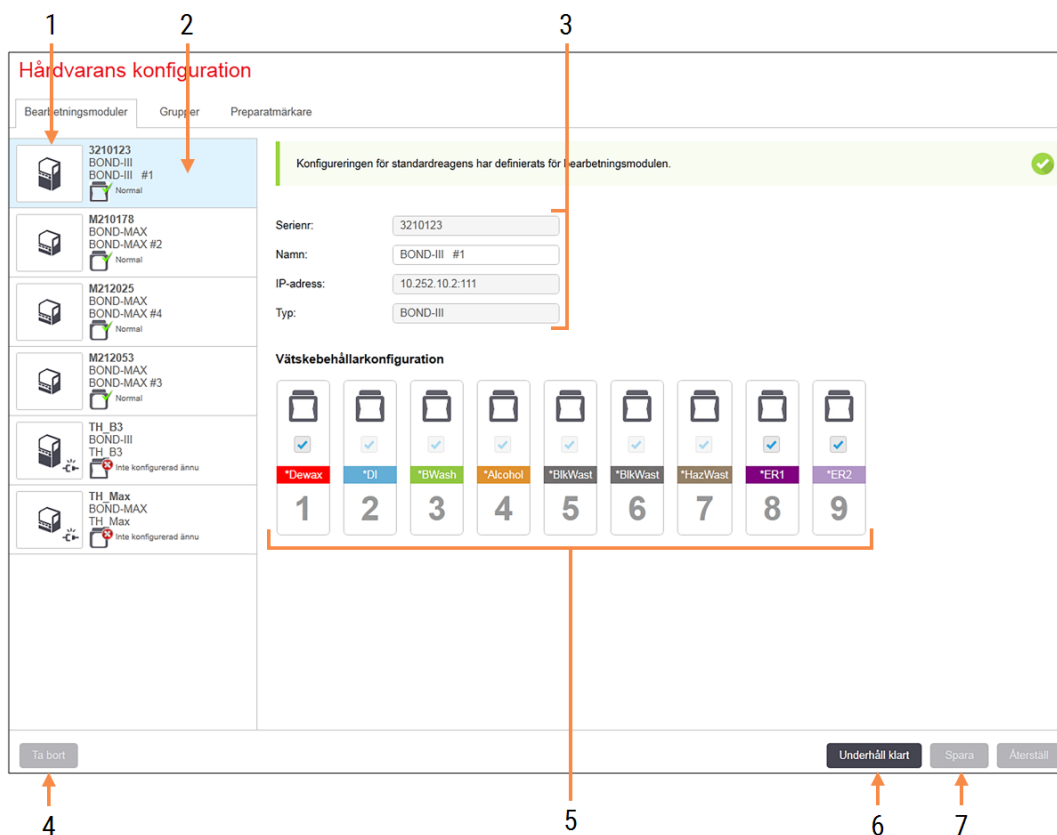 1 2 3
Hårdvarans konfiguration
Bearbetningsmoduler Grupper Preparatmärkare
3210123
BOND-III
BOND-III #1
Normal
M210178
BOND-MAX
BOND-MAX #2
Normal
M212025
BOND-MAX
BOND-MAX #4
Normal
M212053
BOND-MAX
BOND-MAX #3
Normal
TH_B3
BOND-III
TH_B3
Inte konfigurerad ännu
TH_Max
BOND-MAX
TH_Max
Inte konfigurerad ännu
Konfigureringen för standardreagens har definierats för bearbetningsmodulen.
Serienr: 3210123
Namn: BOND-III #1
IP-adress: 10.252.10.2:111
Typ: BOND-III
Vätskebehållarkonfiguration
*Dewax *DI *BWash *Alcohol *BlkWast *BlkWast *HazWast *ER1 *ER2
1 2 3 4 5 6 7 8 9
Ta bort Underhåll klart Spara Återställ
4 5 6 7